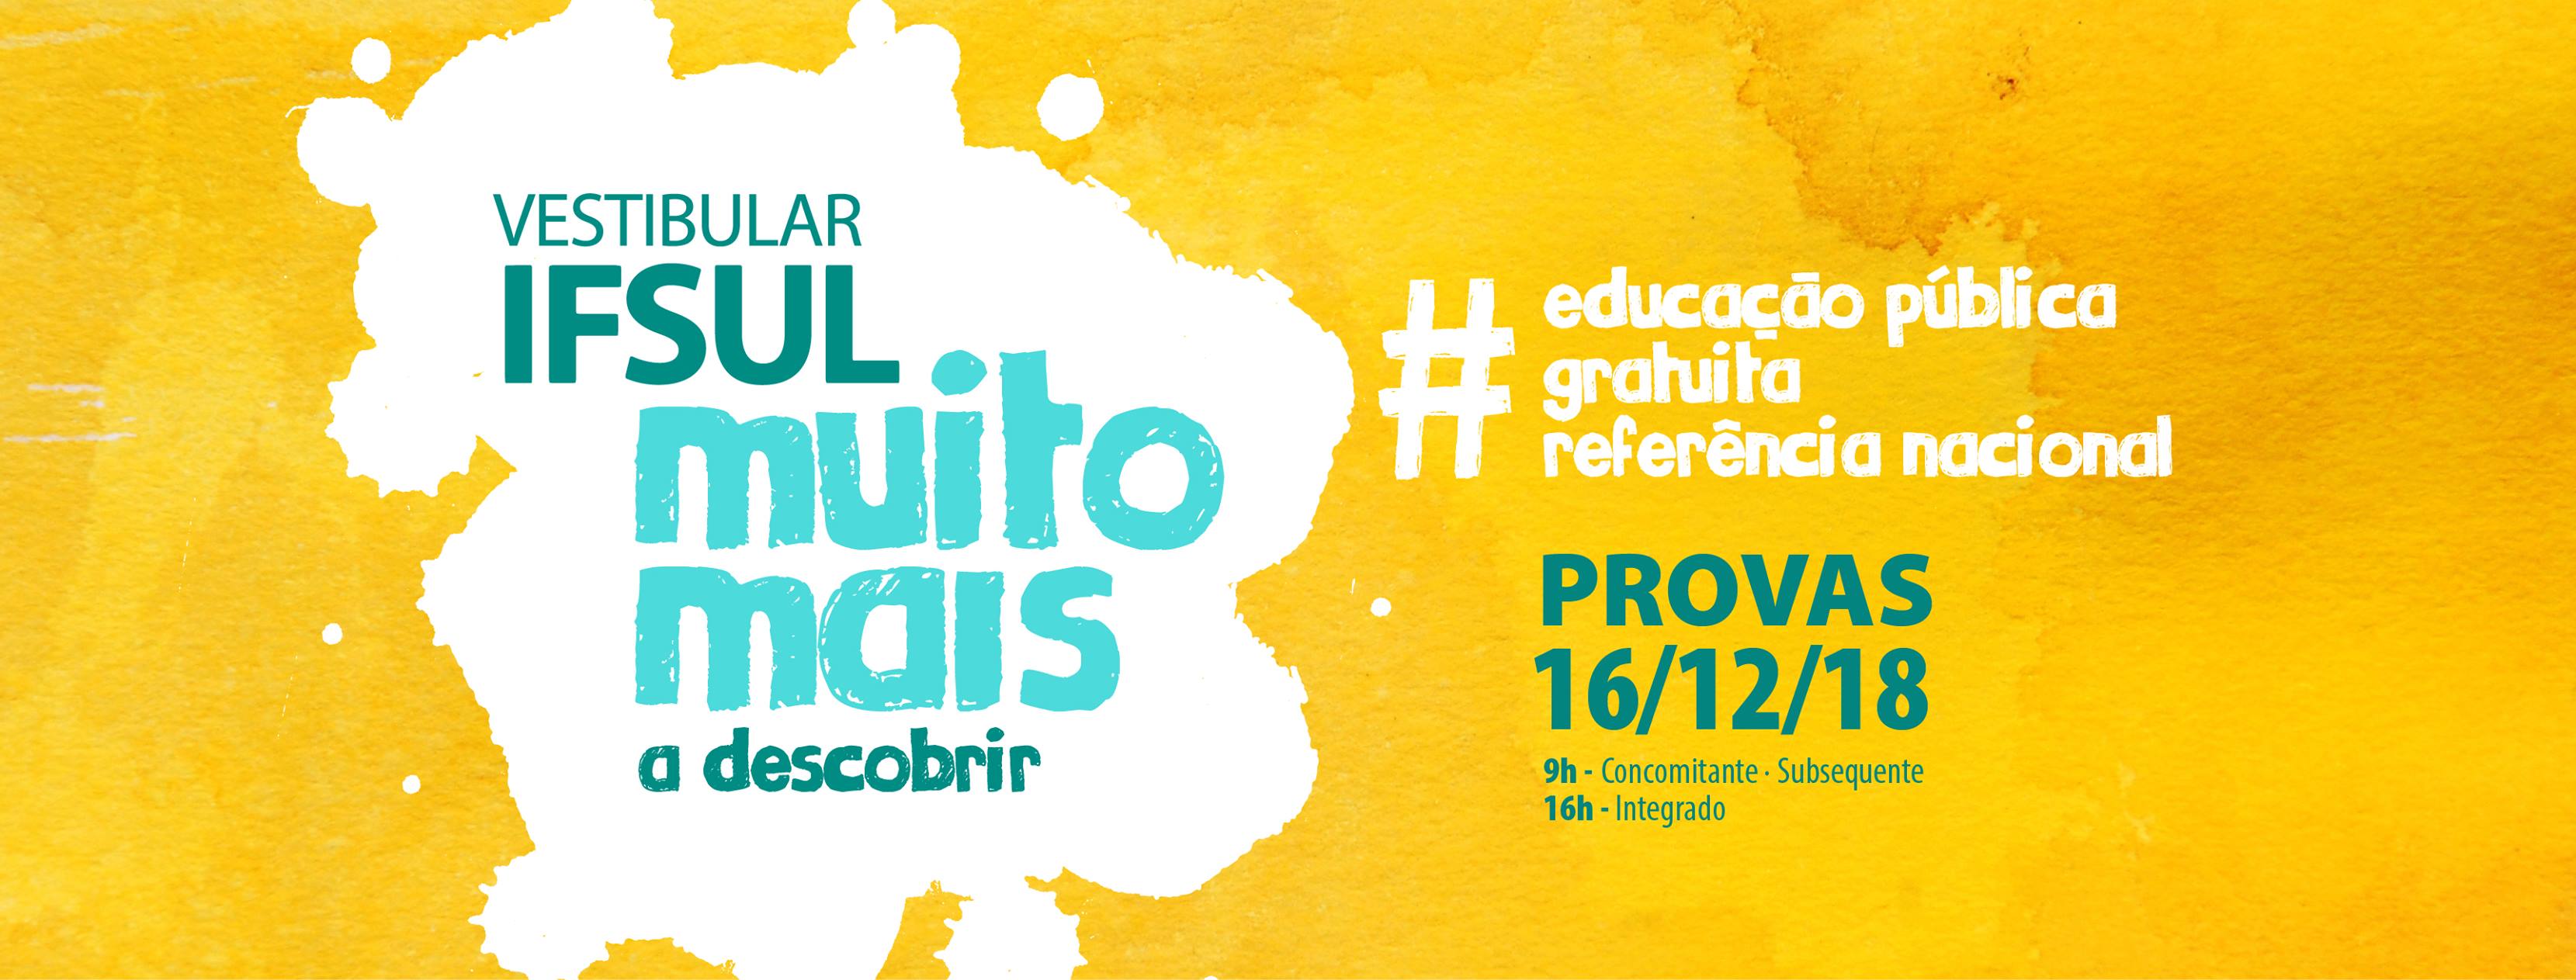 VESTIBULAR
IFSUL
muito
mais
a descobrir
# educação pública
gratuita
referência nacional
PROVAS
16/12/18
9h - Concomitante · Subsequente
16h - Integrado